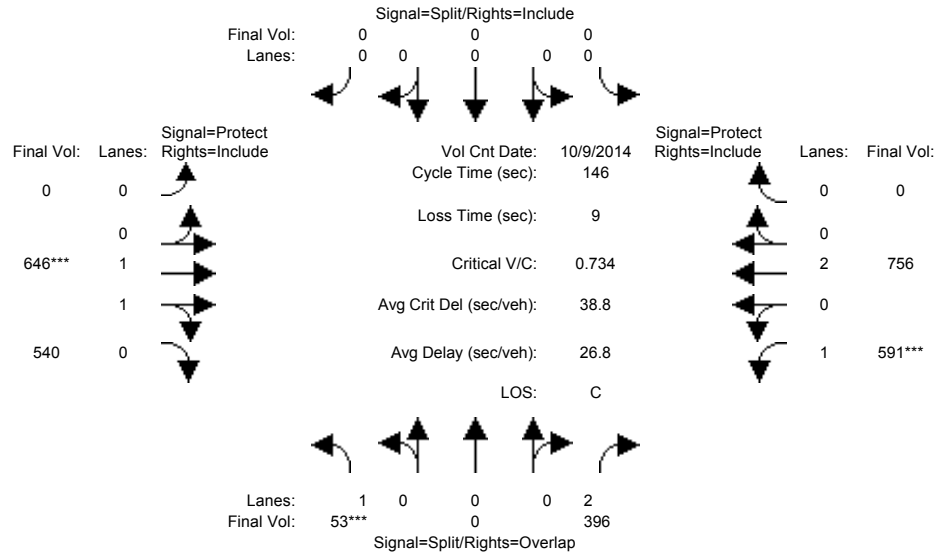 Signal=Split/Rights=Include
Final Vol: 0 0 0
Lanes: 0 0 0 0 0
Signal=Protect
Final Vol: Lanes: Rights=Include
Vol Cnt Date: 10/9/2014
Signal=Protect
Rights=Include Lanes: Final Vol:
Cycle Time (sec): 146
0 0
0 0
Loss Time (sec): 9
0
0
646*** 1
Critical V/C: 0.734
2 756
1
Avg Crit Del (sec/veh): 38.8
0
540 0
Avg Delay (sec/veh): 26.8
1 591***
LOS: C
Lanes: 1 0 0 0 2
Final Vol: 53*** 0 396
Signal=Split/Rights=Overlap